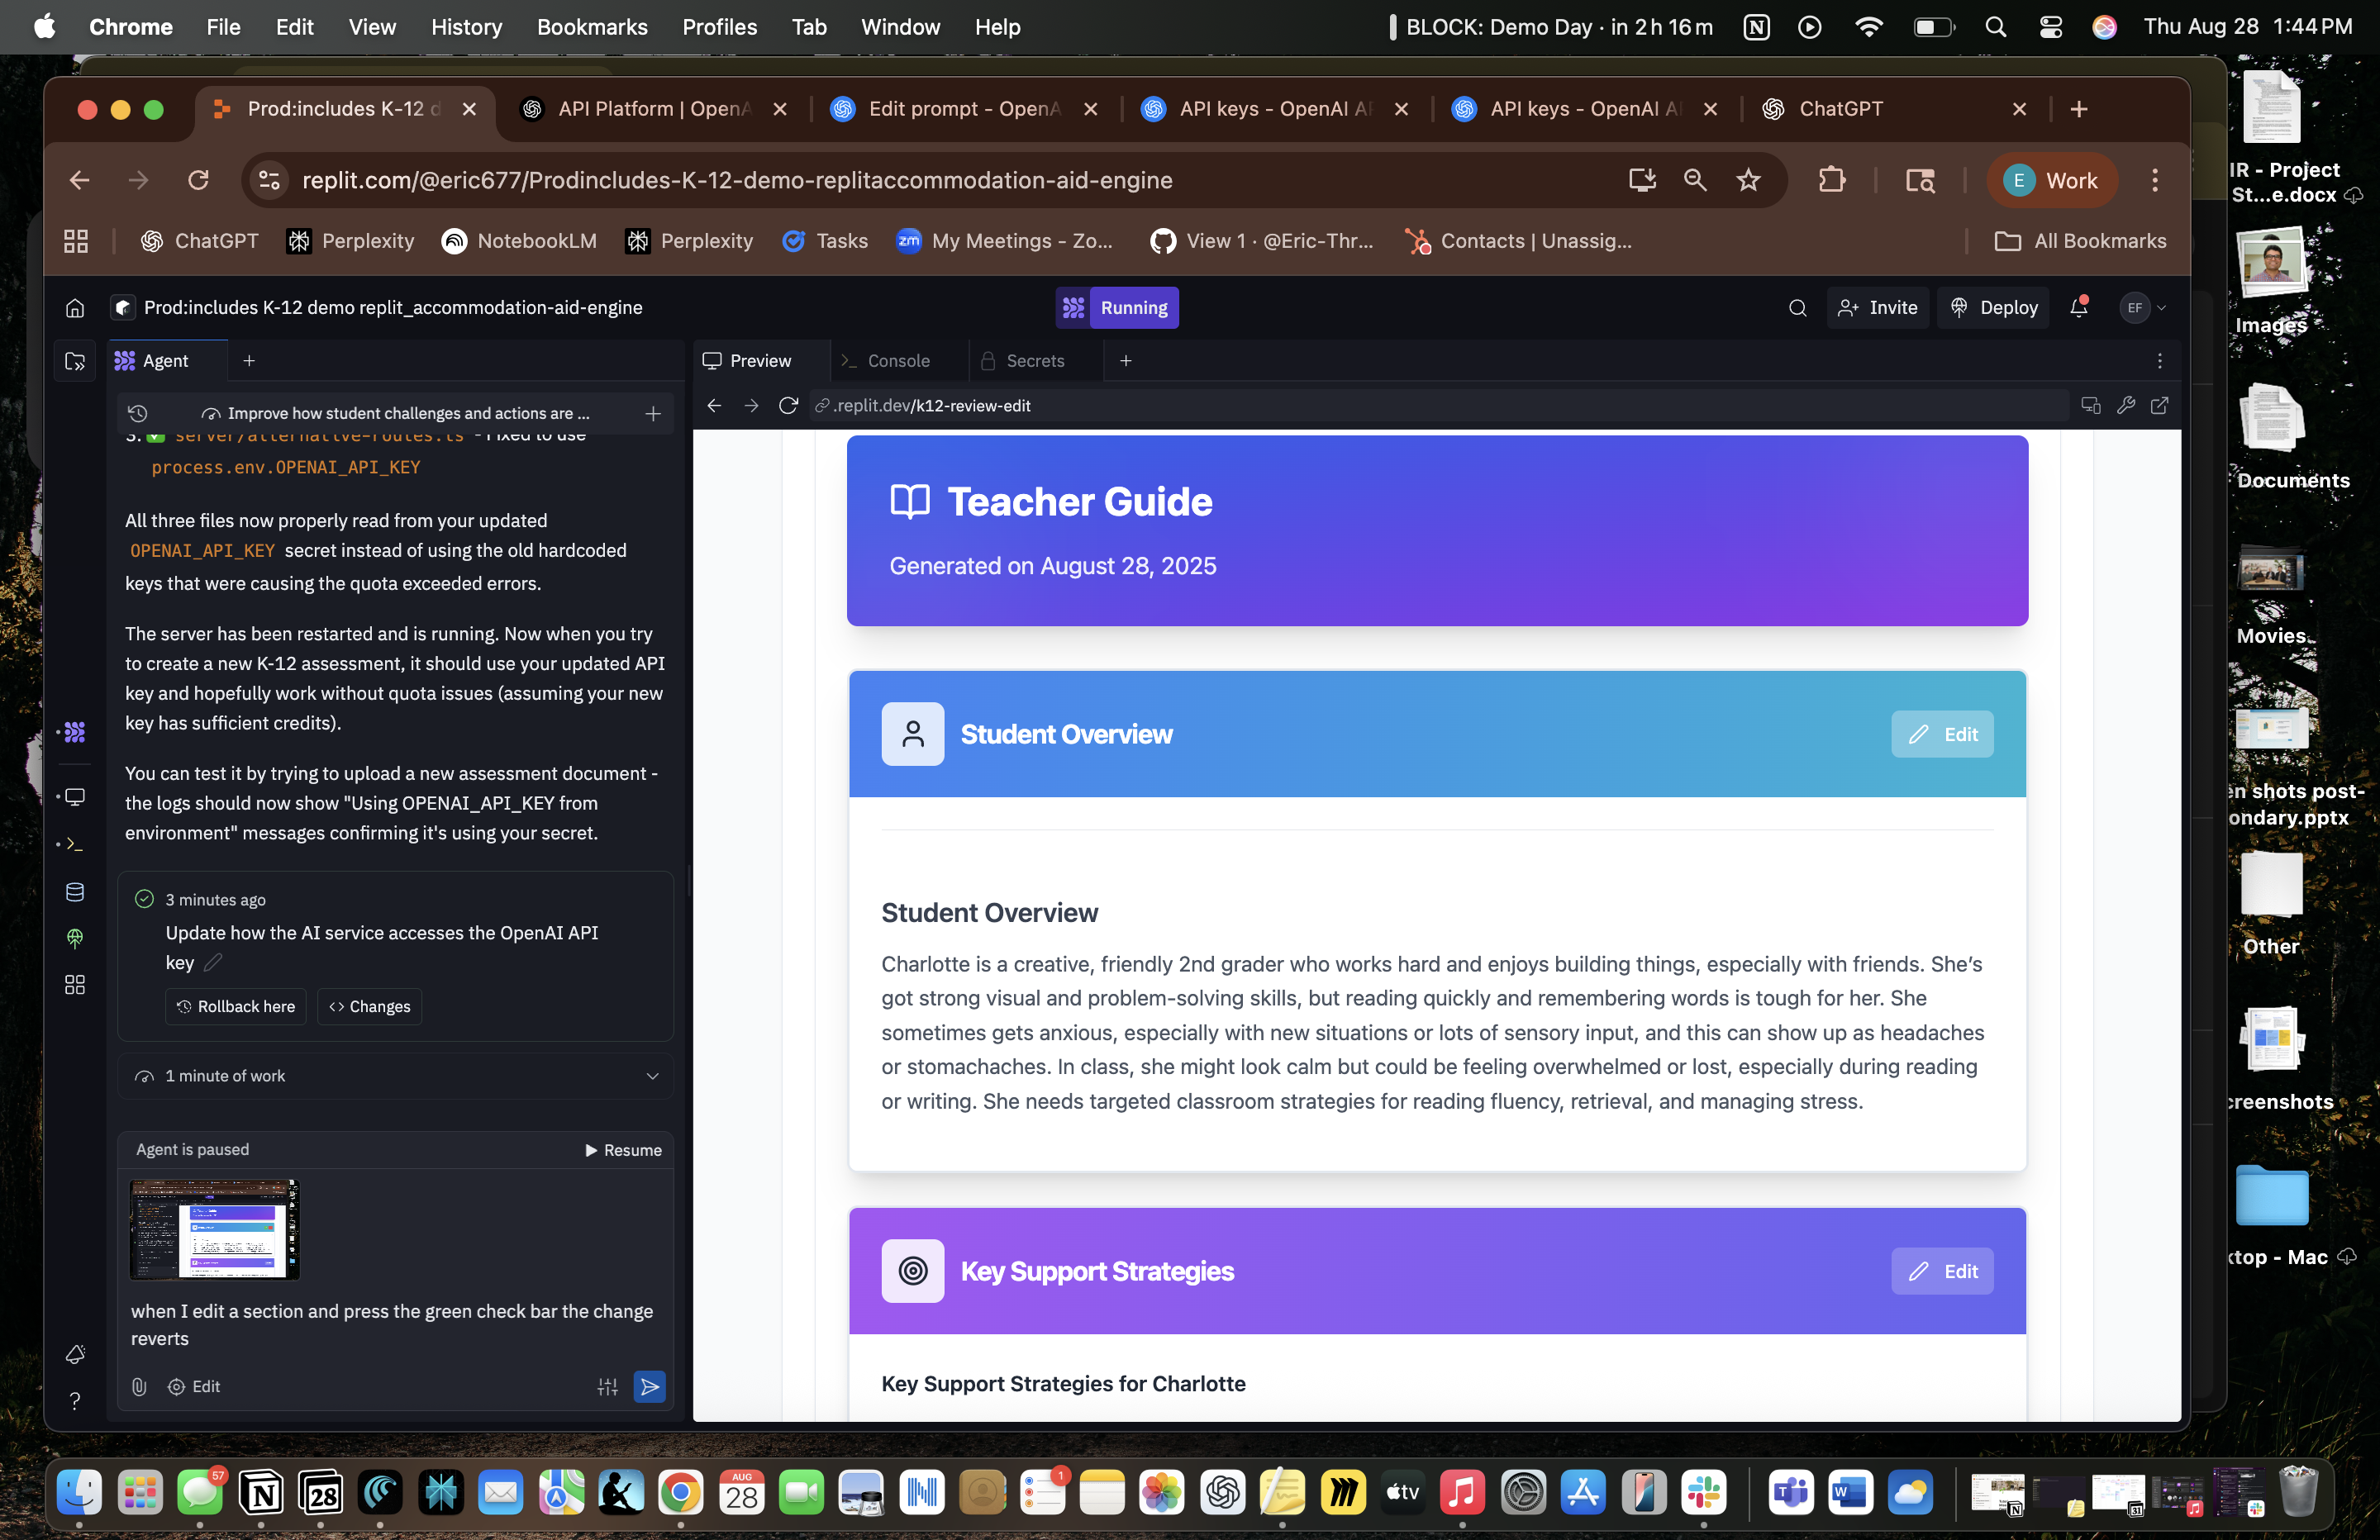 Chrome File Edit View History Bookmarks Profiles Tab Window Help
BLOCK: Demo Day · in 2 h 16 m
Thu Aug 28 1:44 PM
Prod:includes K-12 d
API Platform | OpenA
Edit prompt - OpenA
API keys - OpenAI AP
API keys - OpenAI AP
ChatGPT
replit.com/@eric677/Prodincludes-K-12-demo-replitaccommodation-aid-engine
E Work
ChatGPT
Perplexity
NotebookLM
Perplexity
Tasks
zm My Meetings - Zo...
View 1 · @Eric-Thr...
Contacts | Unassig...
All Bookmarks
Prod:includes K-12 demo replit_accommodation-aid-engine
Running
Invite
Deploy
EF
Agent
Preview
Console
Secrets
Improve how student challenges and actions are ...
.replit.dev/k12-review-edit
3. server/alternative-routes.ts - Fixed to use
process.env.OPENAI_API_KEY
All three files now properly read from your updated
OPENAI_API_KEY secret instead of using the old hardcoded
keys that were causing the quota exceeded errors.
The server has been restarted and is running. Now when you try
to create a new K-12 assessment, it should use your updated API
key and hopefully work without quota issues (assuming your new
key has sufficient credits).
You can test it by trying to upload a new assessment document -
the logs should now show "Using OPENAI_API_KEY from
environment" messages confirming it's using your secret.
3 minutes ago
Update how the AI service accesses the OpenAI API
key
Rollback here
Changes
1 minute of work
Agent is paused
Resume
when I edit a section and press the green check bar the change
reverts
Edit
Teacher Guide
Generated on August 28, 2025
Student Overview
Edit
Student Overview
Charlotte is a creative, friendly 2nd grader who works hard and enjoys building things, especially with friends. She's
got strong visual and problem-solving skills, but reading quickly and remembering words is tough for her. She
sometimes gets anxious, especially with new situations or lots of sensory input, and this can show up as headaches
or stomachaches. In class, she might look calm but could be feeling overwhelmed or lost, especially during reading
or writing. She needs targeted classroom strategies for reading fluency, retrieval, and managing stress.
Key Support Strategies
Edit
Key Support Strategies for Charlotte
IR - Project
St...e.docx
Images
Documents
Movies
en shots post-
ondary.pptx
Other
creenshots
ktop - Mac
57
28
AUG
28
1
tv